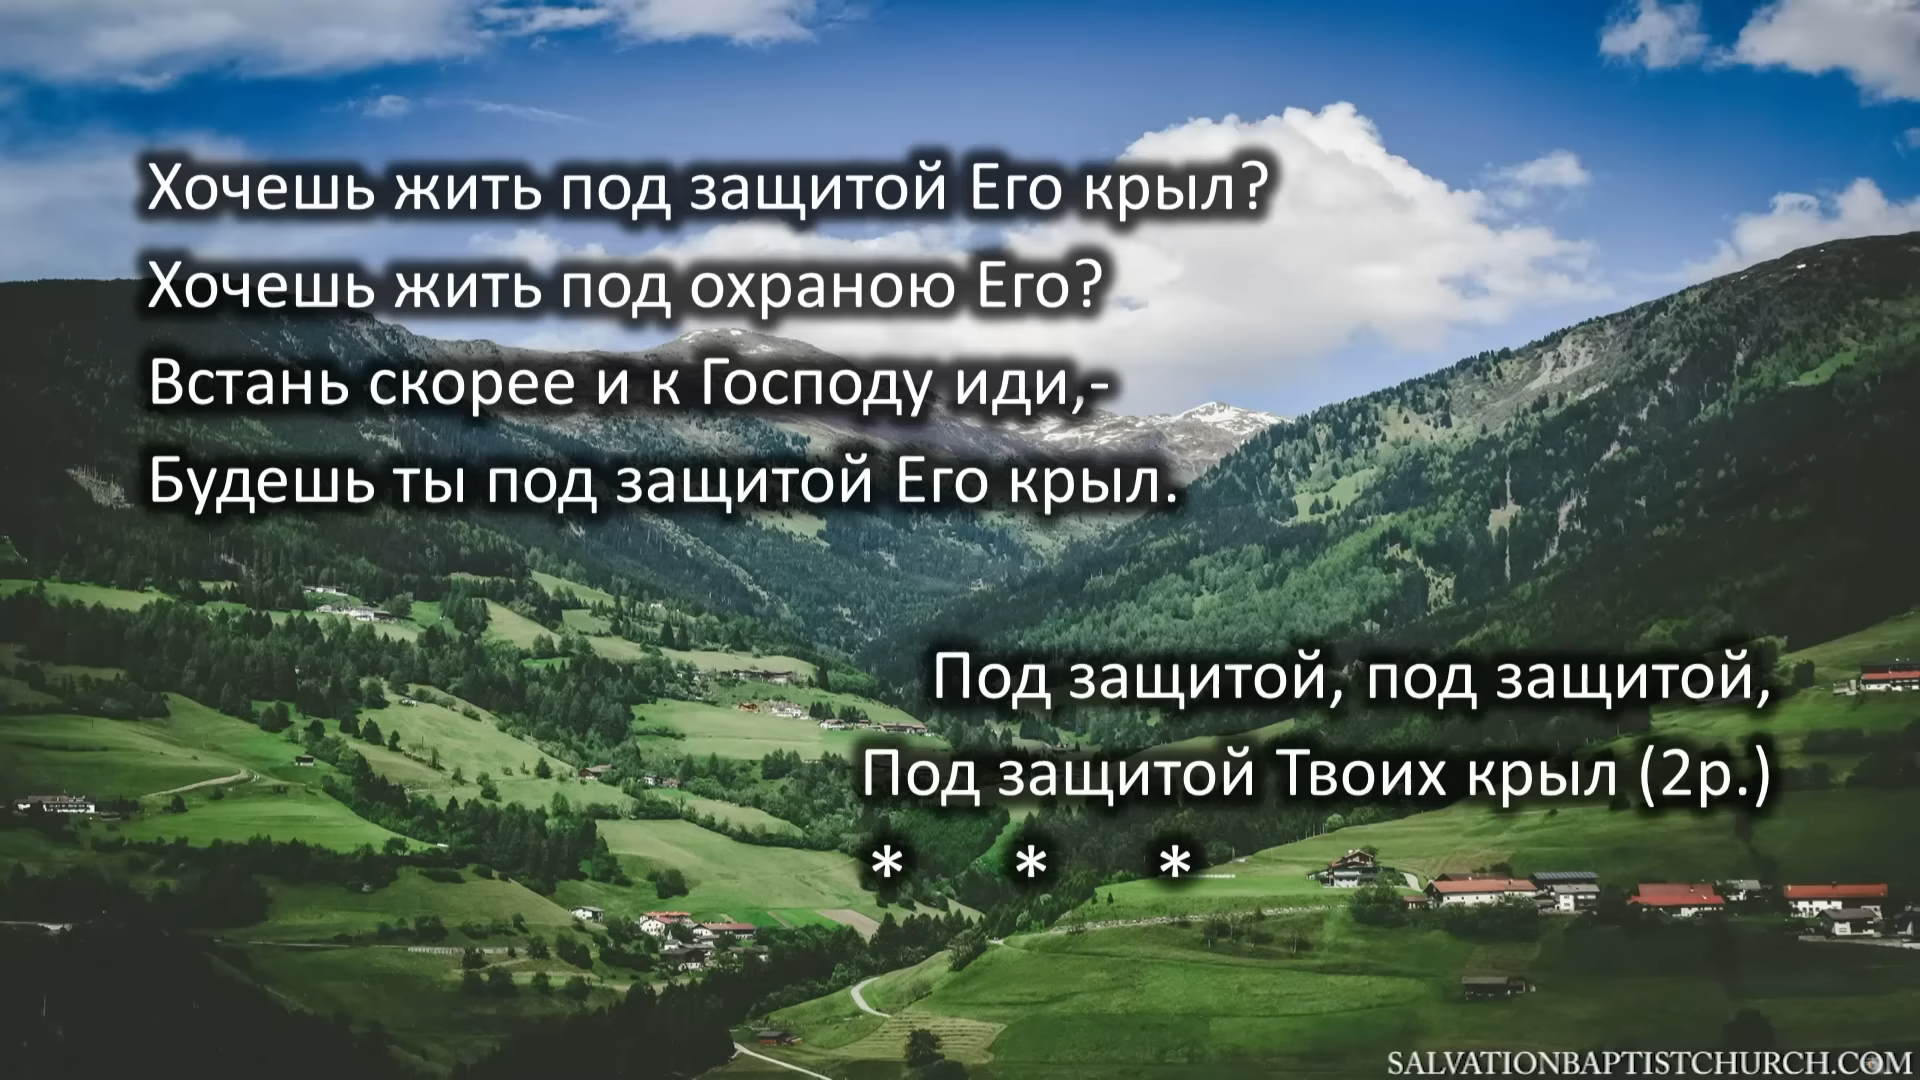 Хочешь жить под защитой Его крыл?
Хочешь жить под охраною Его?
Встань скорее и к Господу иди,-
Будешь ты под защитой Его крыл.
Под защитой, под защитой,
Под защитой Твоих крыл (2р.)
* * *
SALVATIONBAPTISTCHURCH.COM